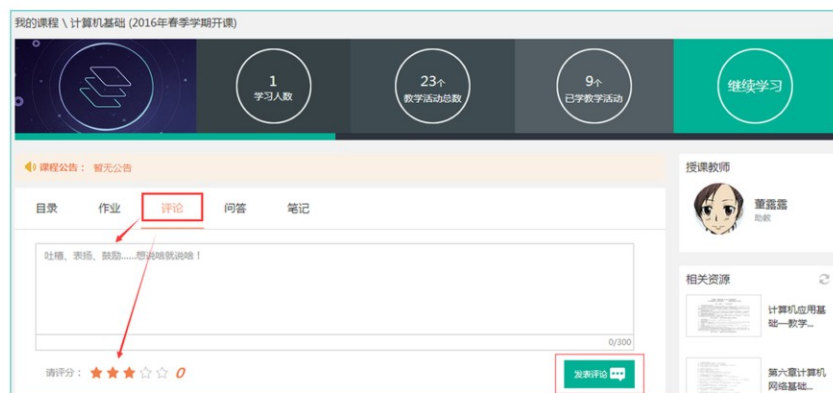 我的课程 \ 计算机基础 (2016年春季学期开课)
1
学习人数
23个
教学活动总数
9个
已学教学活动
继续学习
课程公告： 暂无公告
目录 作业 评论 问答 笔记
吐槽、表扬、鼓励......想说啥就说啥！
0/300
请评分： 0
发表评论
授课教师
董露露
助教
相关资源
计算机应用基
础—教学...
第六章计算机
网络基础...